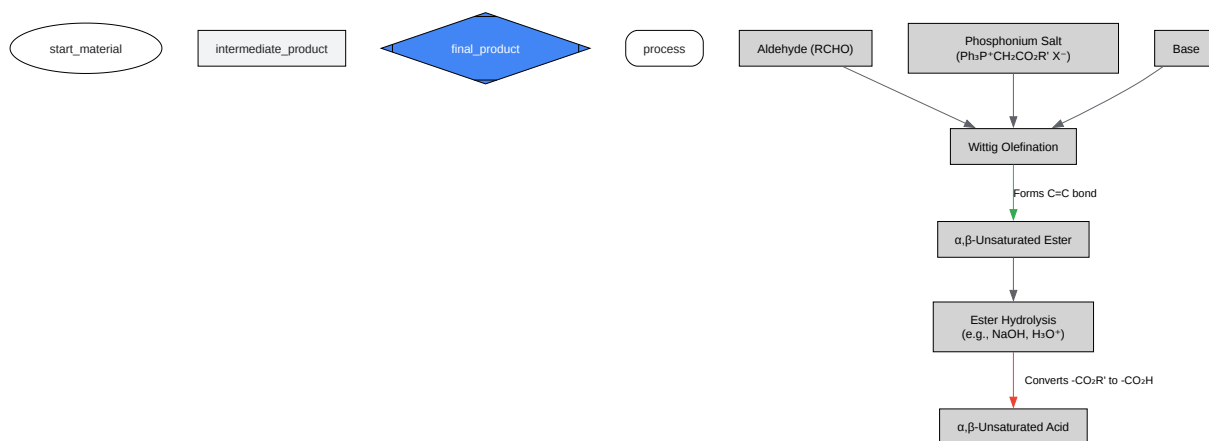 start_material
intermediate_product
final_product
process
Aldehyde (RCHO)
Phosphonium Salt
(Ph₃P⁺CH₂CO₂R' X⁻)
Base
Wittig Olefination
Forms C=C bond
α,β-Unsaturated Ester
Ester Hydrolysis
(e.g., NaOH, H₃O⁺)
Converts -CO₂R' to -CO₂H
α,β-Unsaturated Acid